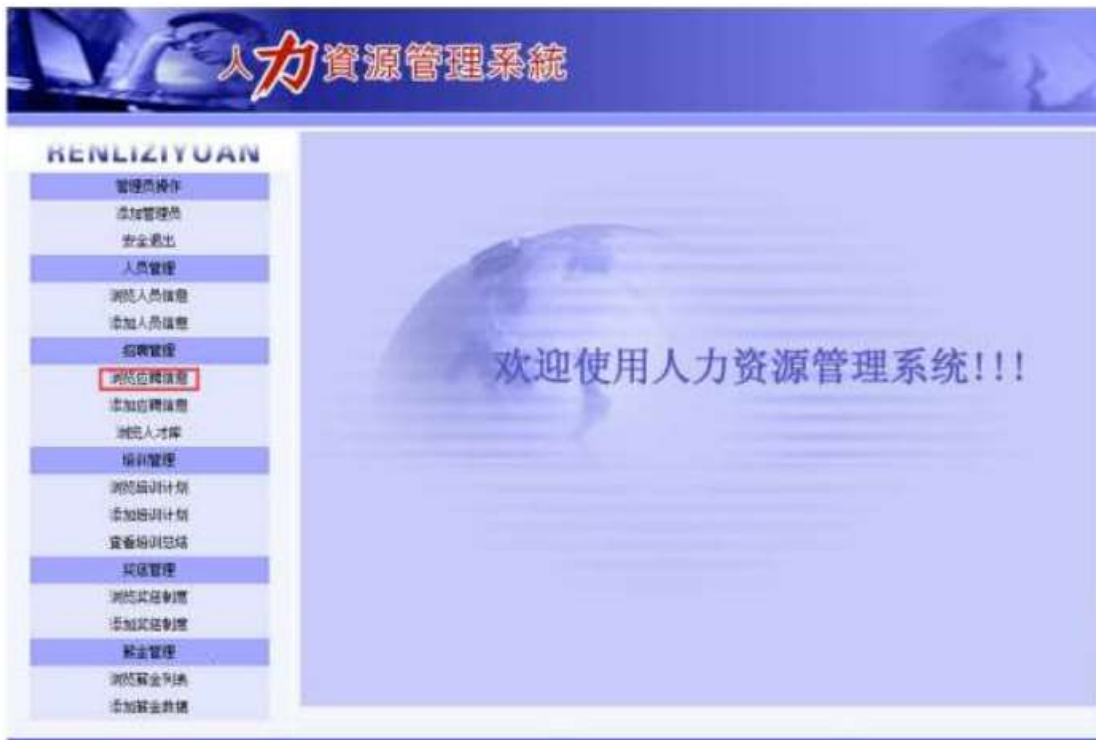 人力資源管理系統
RENLIZIYUAN
管理员操作
添加管理员
安全退出
人员管理
浏览人员信息
添加人员信息
招聘管理
浏览应聘信息
添加应聘信息
浏览人才库
培训管理
浏览培训计划
添加培训计划
查看培训总结
奖惩管理
浏览奖惩制度
添加奖惩制度
薪金管理
浏览薪金列表
添加薪金数据
欢迎使用人力资源管理系统!!!